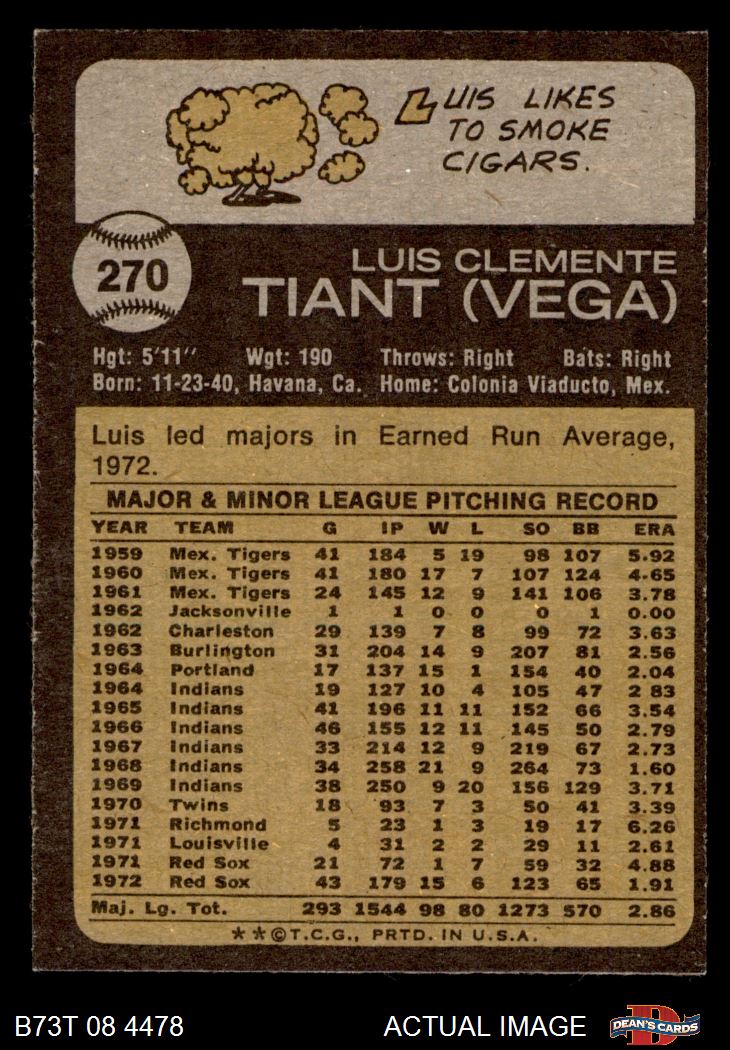 LUIS LIKES
TO SMOKE
CIGARS.
270
LUIS CLEMENTE
TIANT (VEGA)
Hgt: 5'11" Wgt: 190 Throws: Right Bats: Right
Born: 11-23-40, Havana, Ca. Home: Colonia Viaducto, Mex.
Luis led majors in Earned Run Average,
1972.
MAJOR & MINOR LEAGUE PITCHING RECORD
YEAR TEAM G IP W L SO BB ERA
1959 Mex. Tigers 41 184 5 19 98 107 5.92
1960 Mex. Tigers 41 180 17 7 107 124 4.65
1961 Mex. Tigers 24 145 12 9 141 106 3.78
1962 Jacksonville 1 1 0 0 0 1 0.00
1962 Charleston 29 139 7 8 99 72 3.63
1963 Burlington 31 204 14 9 207 81 2.56
1964 Portland 17 137 15 1 154 40 2.04
1964 Indians 19 127 10 4 105 47 2 83
1965 Indians 41 196 11 11 152 66 3.54
1966 Indians 46 155 12 11 145 50 2.79
1967 Indians 33 214 12 9 219 67 2.73
1968 Indians 34 258 21 9 264 73 1.60
1969 Indians 38 250 9 20 156 129 3.71
1970 Twins 18 93 7 3 50 41 3.39
1971 Richmond 5 23 1 3 19 17 6.26
1971 Louisville 4 31 2 2 29 11 2.61
1971 Red Sox 21 72 1 7 59 32 4.88
1972 Red Sox 43 179 15 6 123 65 1.91
Maj. Lg. Tot. 293 1544 98 80 1273 570 2.86
**©T.C.G., PRTD. IN U.S.A.
B73T 08 4478 ACTUAL IMAGE DEAN'S CARDS